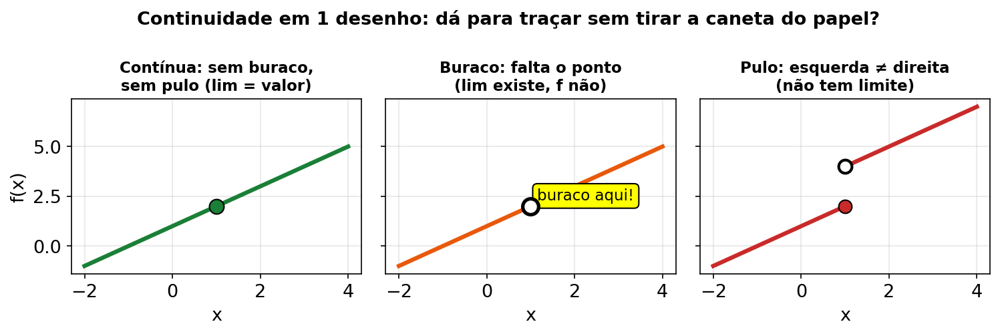 Continuidade em 1 desenho: dá para traçar sem tirar a caneta do papel?
Contínua: sem buraco,
sem pulo (lim = valor)
Buraco: falta o ponto
(lim existe, f não)
Pulo: esquerda ≠ direita
(não tem limite)
f(x)
5.0
2.5
0.0
buraco aqui!
−2 0 2 4
−2 0 2 4
−2 0 2 4
x
x
x